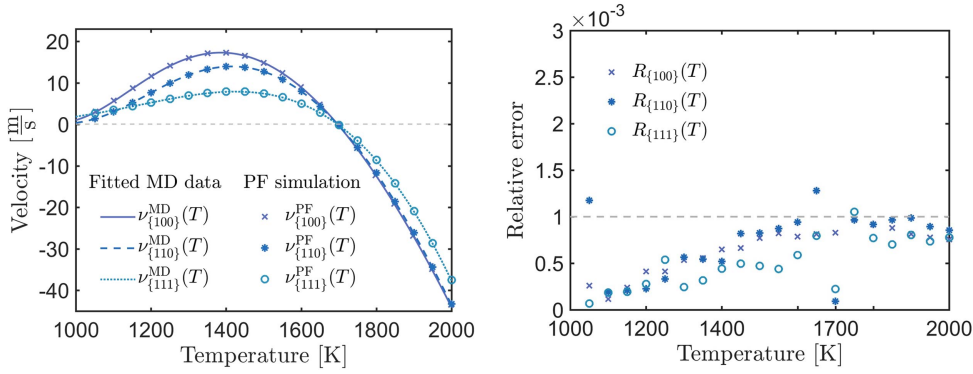 20
10
0
-10
-20
-30
-40
Velocity [m/s]
Fitted MD data PF simulation
ν^MD_{100}(T) ν^PF_{100}(T)
ν^MD_{110}(T) ν^PF_{110}(T)
ν^MD_{111}(T) ν^PF_{111}(T)
1000 1200 1400 1600 1800 2000
Temperature [K]
×10^-3
3
2.5
2
1.5
1
0.5
0
Relative error
R_{100}(T)
R_{110}(T)
R_{111}(T)
1000 1400 1700 2000
Temperature [K]